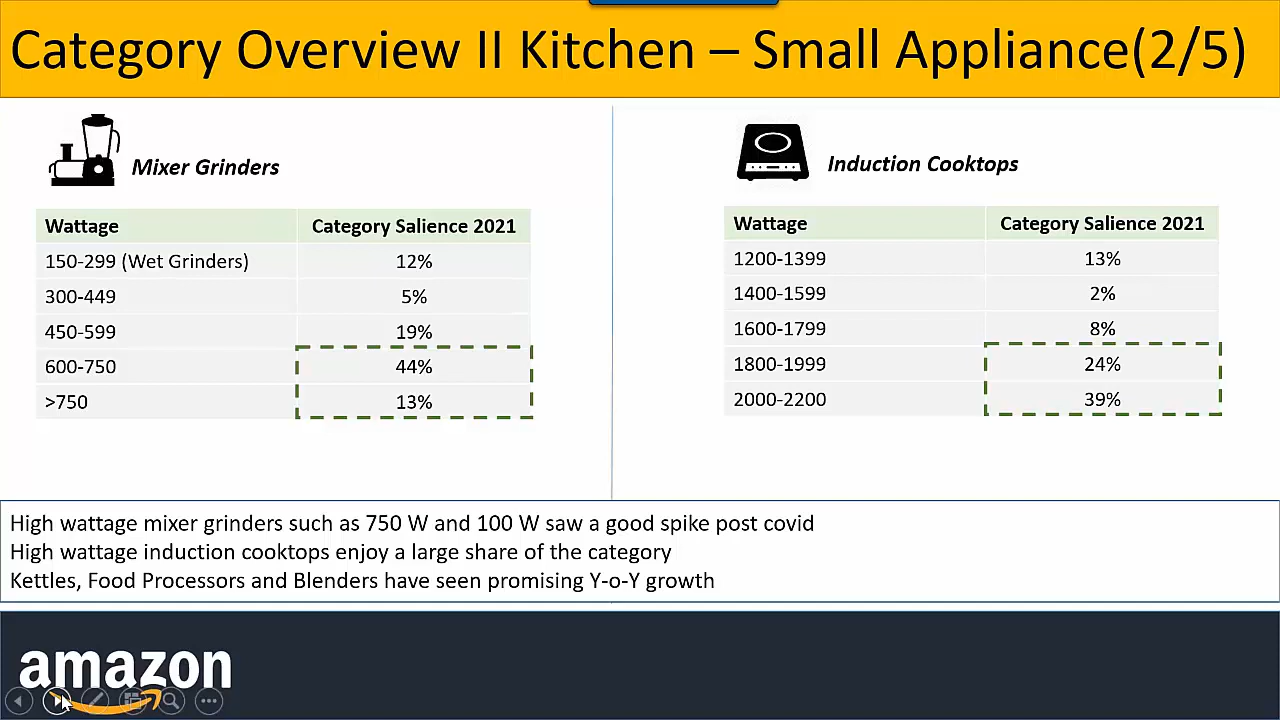 Category Overview II Kitchen – Small Appliance(2/5)
Mixer Grinders
Wattage Category Salience 2021
150-299 (Wet Grinders) 12%
300-449 5%
450-599 19%
600-750 44%
>750 13%
Induction Cooktops
Wattage Category Salience 2021
1200-1399 13%
1400-1599 2%
1600-1799 8%
1800-1999 24%
2000-2200 39%
High wattage mixer grinders such as 750 W and 100 W saw a good spike post covid
High wattage induction cooktops enjoy a large share of the category
Kettles, Food Processors and Blenders have seen promising Y-o-Y growth
amazon